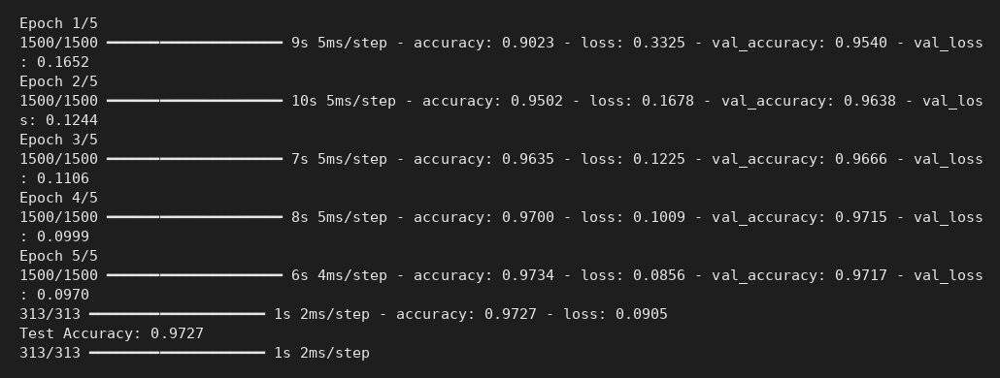 Epoch 1/5
1500/1500 ━━━━━━━━━━━━━━━━━━━━ 9s 5ms/step - accuracy: 0.9023 - loss: 0.3325 - val_accuracy: 0.9540 - val_loss
: 0.1652
Epoch 2/5
1500/1500 ━━━━━━━━━━━━━━━━━━━━ 10s 5ms/step - accuracy: 0.9502 - loss: 0.1678 - val_accuracy: 0.9638 - val_los
s: 0.1244
Epoch 3/5
1500/1500 ━━━━━━━━━━━━━━━━━━━━ 7s 5ms/step - accuracy: 0.9635 - loss: 0.1225 - val_accuracy: 0.9666 - val_loss
: 0.1106
Epoch 4/5
1500/1500 ━━━━━━━━━━━━━━━━━━━━ 8s 5ms/step - accuracy: 0.9700 - loss: 0.1009 - val_accuracy: 0.9715 - val_loss
: 0.0999
Epoch 5/5
1500/1500 ━━━━━━━━━━━━━━━━━━━━ 6s 4ms/step - accuracy: 0.9734 - loss: 0.0856 - val_accuracy: 0.9717 - val_loss
: 0.0970
313/313 ━━━━━━━━━━━━━━━━━━━━ 1s 2ms/step - accuracy: 0.9727 - loss: 0.0905
Test Accuracy: 0.9727
313/313 ━━━━━━━━━━━━━━━━━━━━ 1s 2ms/step